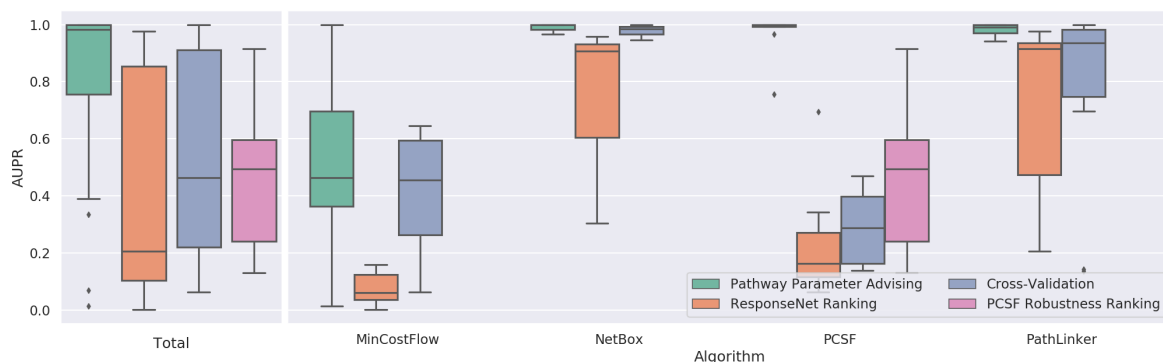 1.0
0.8
0.6
0.4
0.2
0.0
AUPR
Pathway Parameter Advising
ResponseNet Ranking
Cross-Validation
PCSF Robustness Ranking
Total
MinCostFlow
NetBox
PCSF
PathLinker
Algorithm